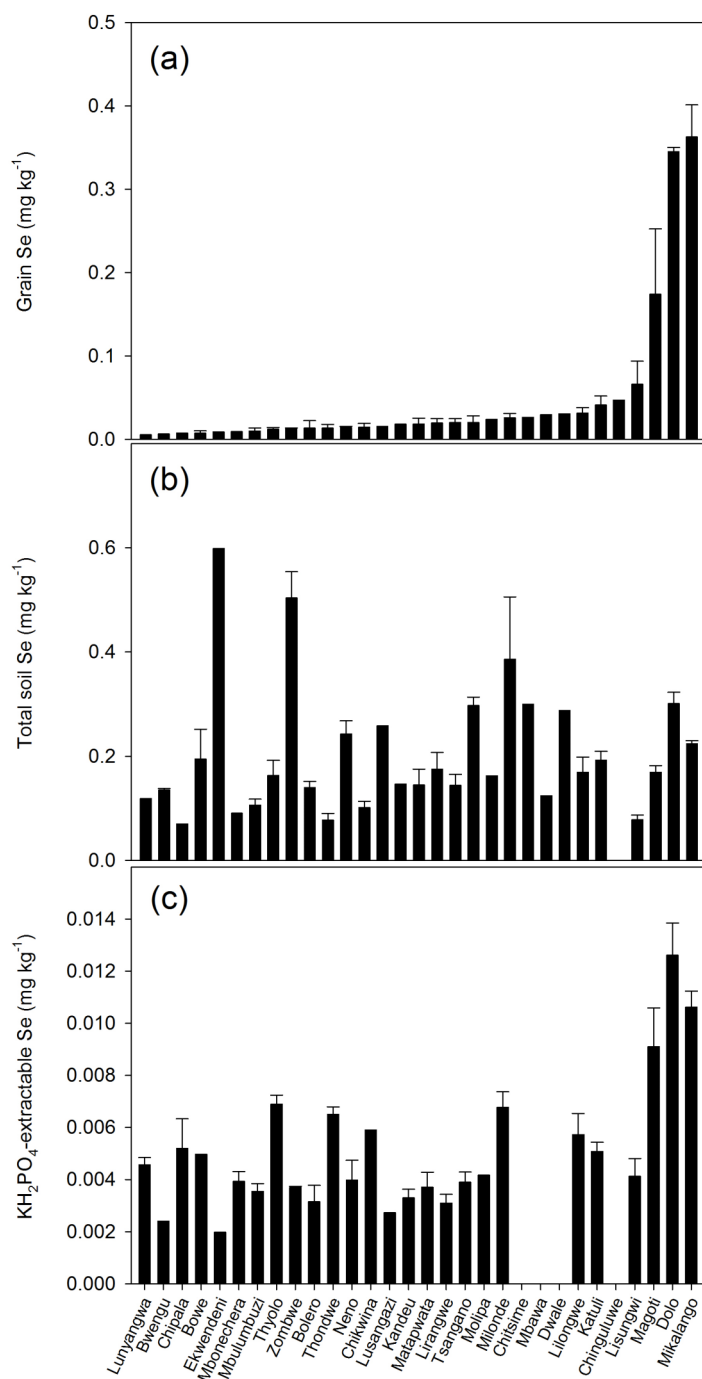 (a)
Grain Se (mg kg⁻¹)
0.5
0.4
0.3
0.2
0.1
0.0
(b)
Total soil Se (mg kg⁻¹)
0.6
0.4
0.2
0.0
(c)
KH₂PO₄-extractable Se (mg kg⁻¹)
0.014
0.012
0.010
0.008
0.006
0.004
0.002
0.000
Lunyangwa
Bwengu
Chipala
Bowe
Ekwendeni
Mbonechera
Mbulumbuzi
Thyolo
Zombwe
Bolero
Thondwe
Neno
Chikwina
Lusangazi
Kandeu
Matapwata
Lirangwe
Tsangano
Molipa
Milonde
Chitsime
Mbawa
Dwale
Lilongwe
Katuli
Chinguluwe
Lisungwi
Magoti
Dolo
Mikalango